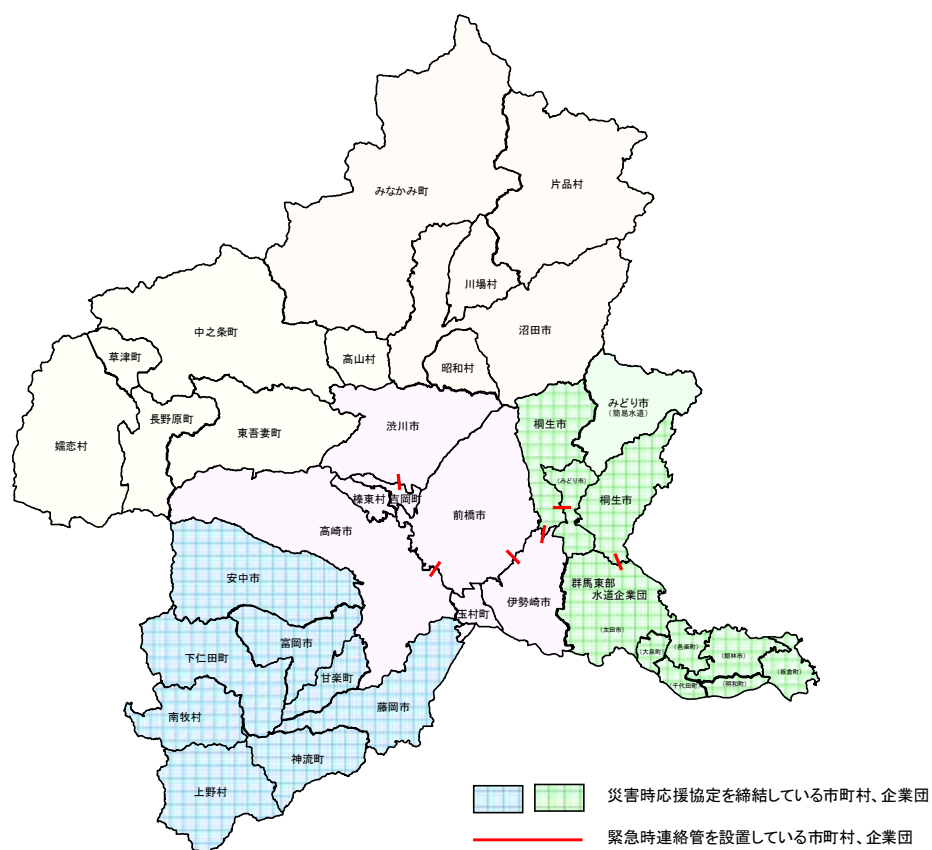 みなかみ町
片品村
川場村
中之条町
沼田市
草津町
高山村
昭和村
みどり市
(簡易水道)
長野原町
渋川市
桐生市
東吾妻町
嬬恋村
(みどり市)
榛東村
吉岡町
桐生市
前橋市
高崎市
安中市
群馬東部
水道企業団
伊勢崎市
玉村町
(太田市)
富岡市
(邑楽町)
(大泉町)
(館林市)
下仁田町
(板倉町)
甘楽町
千代田町)
(明和町)
藤岡市
南牧村
神流町
上野村
災害時応援協定を締結している市町村、企業団
緊急時連絡管を設置している市町村、企業団